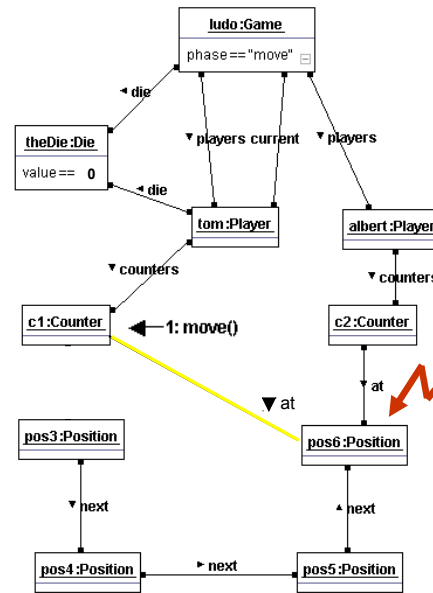 ludo :Game
phase == "move"
◄ die
▼ players current
▼ players
theDie :Die
value == 0
◄ die
tom :Player
albert :Player
▼ counters
▼ counters
c1 :Counter
1: move()
c2 :Counter
▼ at
▼ at
pos3 :Position
pos6 :Position
▼ next
▲ next
pos4 :Position
► next
pos5 :Position